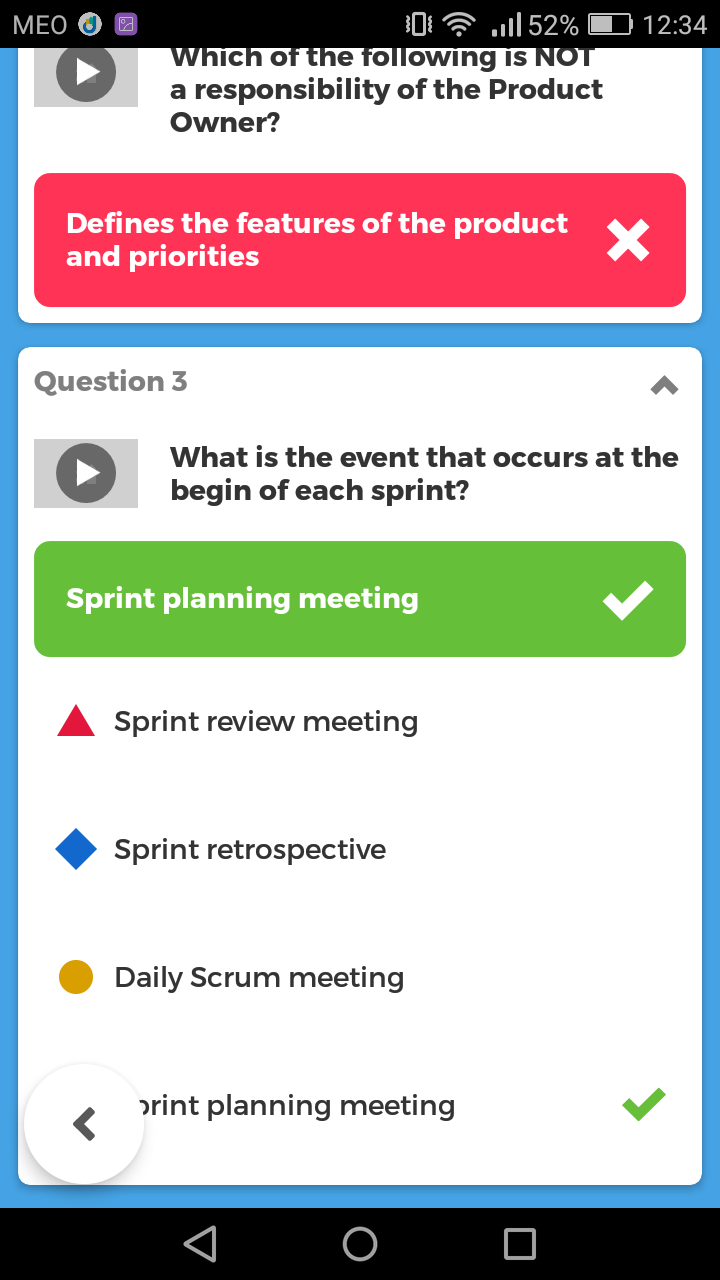 MEO 52% 12:34
Which of the following is NOT
a responsibility of the Product
Owner?
Defines the features of the product
and priorities
Question 3
What is the event that occurs at the
begin of each sprint?
Sprint planning meeting
Sprint review meeting
Sprint retrospective
Daily Scrum meeting
print planning meeting